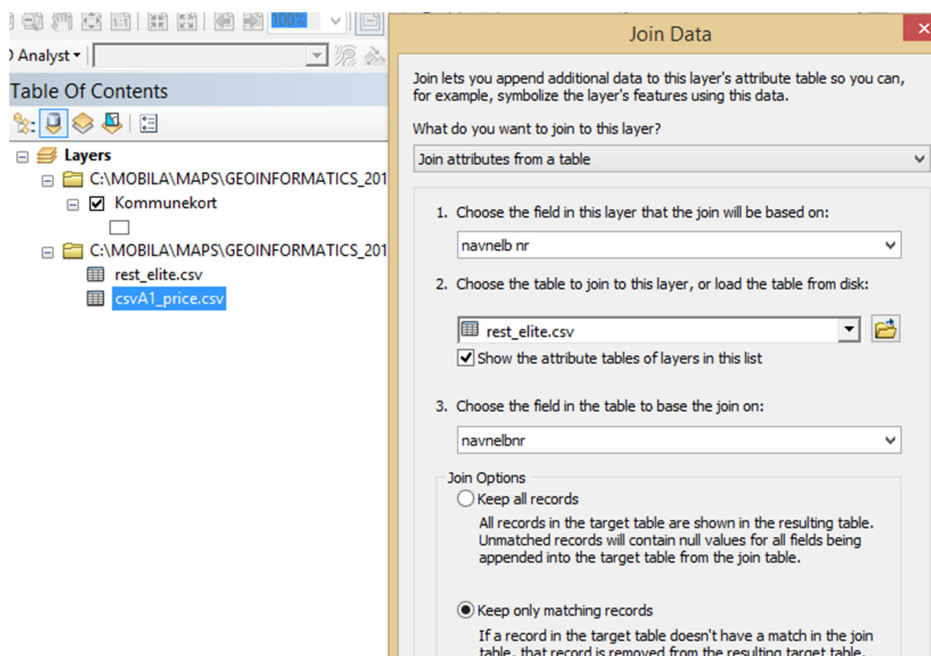 100%
Analyst
Table Of Contents
Layers
C:\MOBILA\MAPS\GEOINFORMATICS_201
Kommunekort
C:\MOBILA\MAPS\GEOINFORMATICS_201
rest_elite.csv
csvA1_price.csv
Join Data
Join lets you append additional data to this layer's attribute table so you can,
for example, symbolize the layer's features using this data.
What do you want to join to this layer?
Join attributes from a table
1. Choose the field in this layer that the join will be based on:
navnelb nr
2. Choose the table to join to this layer, or load the table from disk:
rest_elite.csv
Show the attribute tables of layers in this list
3. Choose the field in the table to base the join on:
navnelbnr
Join Options
Keep all records
All records in the target table are shown in the resulting table.
Unmatched records will contain null values for all fields being
appended into the target table from the join table.
Keep only matching records
If a record in the target table doesn't have a match in the join
table, that record is removed from the resulting target table.